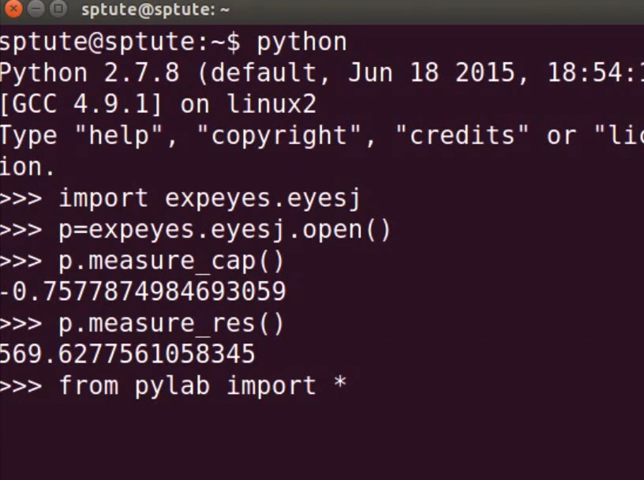 sptute@sptute: ~
sptute@sptute:~$ python
Python 2.7.8 (default, Jun 18 2015, 18:54:
[GCC 4.9.1] on linux2
Type "help", "copyright", "credits" or "lic
ion.
>>> import expeyes.eyesj
>>> p=expeyes.eyesj.open()
>>> p.measure_cap()
-0.7577874984693059
>>> p.measure_res()
569.6277561058345
>>> from pylab import *